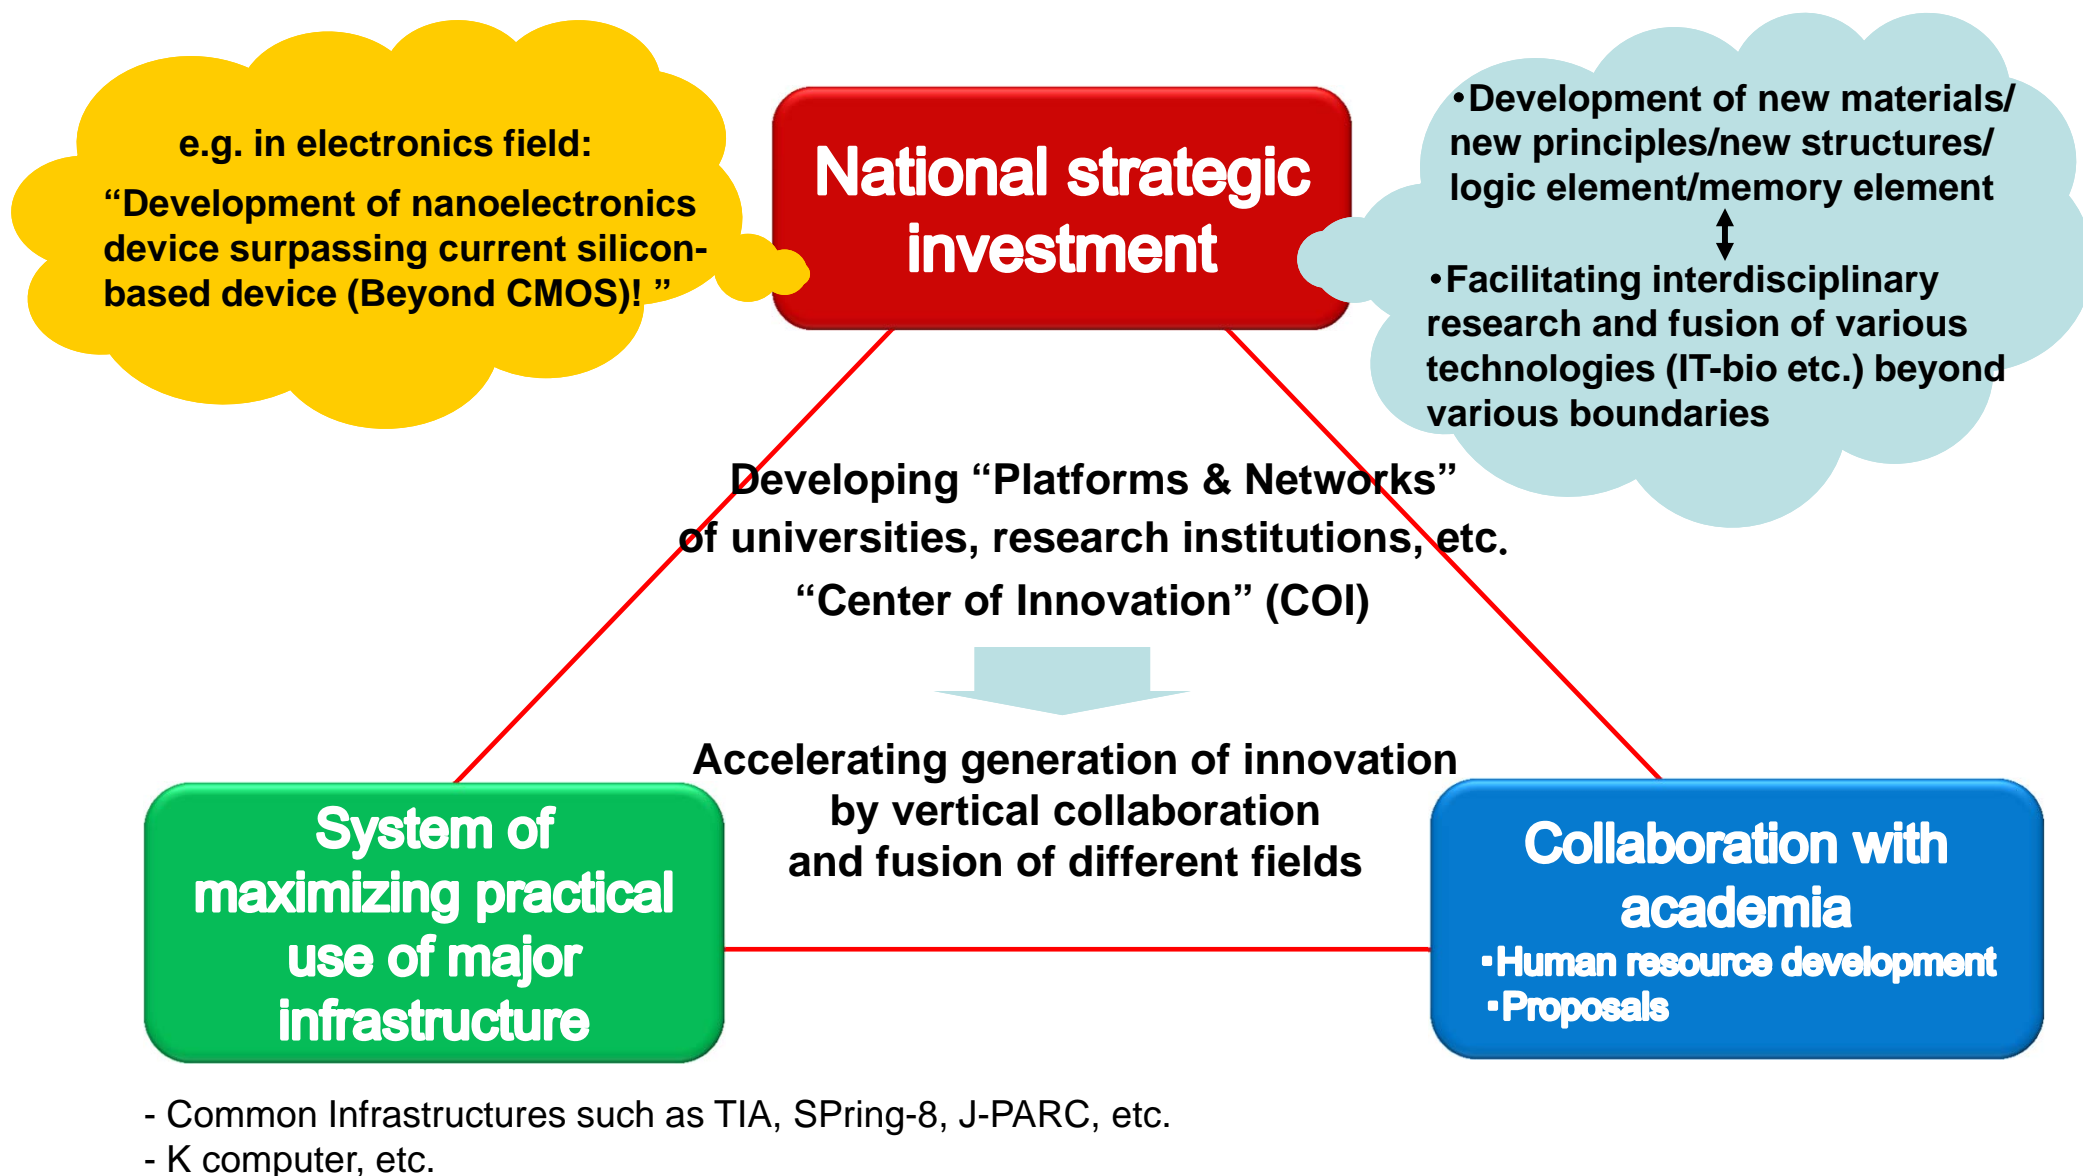 e.g. in electronics field:
“Development of nanoelectronics
device surpassing current silicon-
based device (Beyond CMOS)! ”
National strategic
investment
•Development of new materials/
new principles/new structures/
logic element/memory element
•Facilitating interdisciplinary
research and fusion of various
technologies (IT-bio etc.) beyond
various boundaries
Developing “Platforms & Networks”
of universities, research institutions, etc.
“Center of Innovation” (COI)
Accelerating generation of innovation
by vertical collaboration
and fusion of different fields
System of
maximizing practical
use of major
infrastructure
Collaboration with
academia
▪Human resource development
▪Proposals
- Common Infrastructures such as TIA, SPring-8, J-PARC, etc.
- K computer, etc.